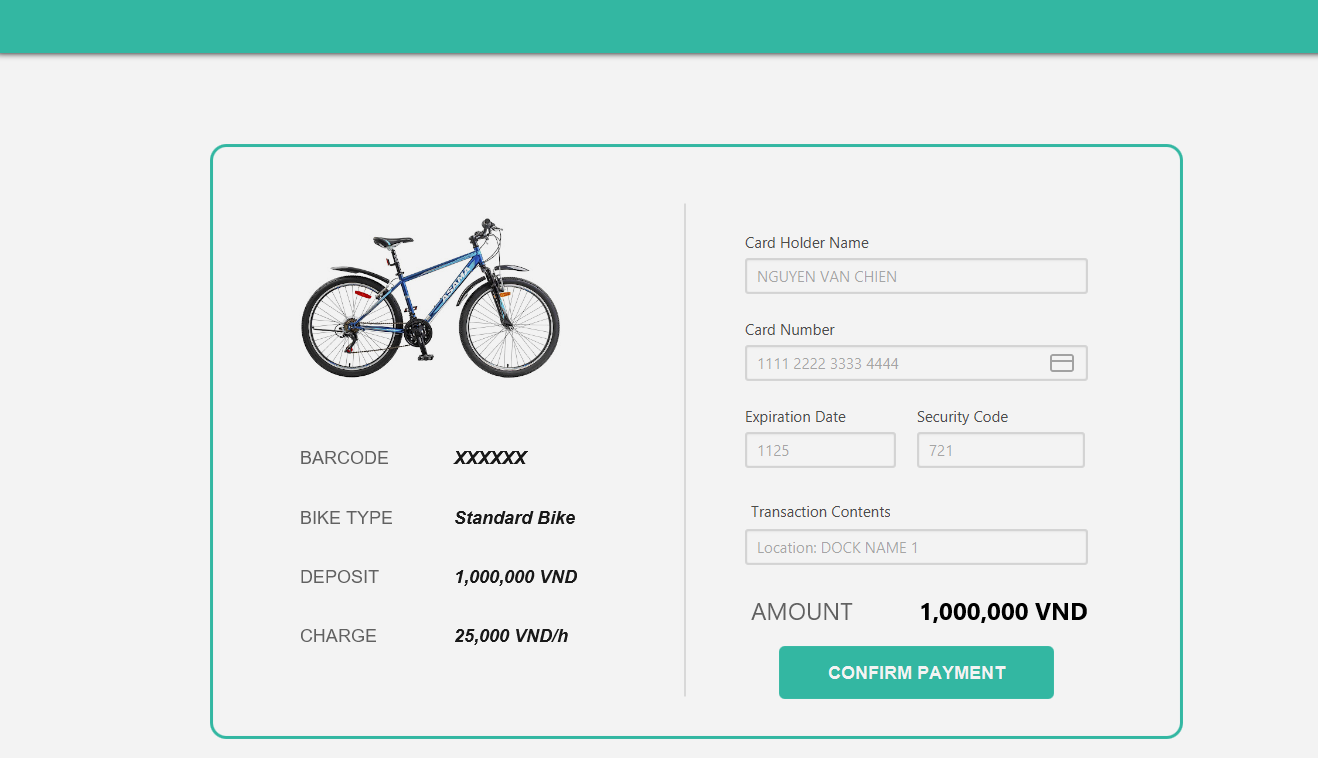 ASAMA
BARCODE XXXXXX
BIKE TYPE Standard Bike
DEPOSIT 1,000,000 VND
CHARGE 25,000 VND/h
Card Holder Name
NGUYEN VAN CHIEN
Card Number
1111 2222 3333 4444
Expiration Date Security Code
1125 721
Transaction Contents
Location: DOCK NAME 1
AMOUNT 1,000,000 VND
CONFIRM PAYMENT